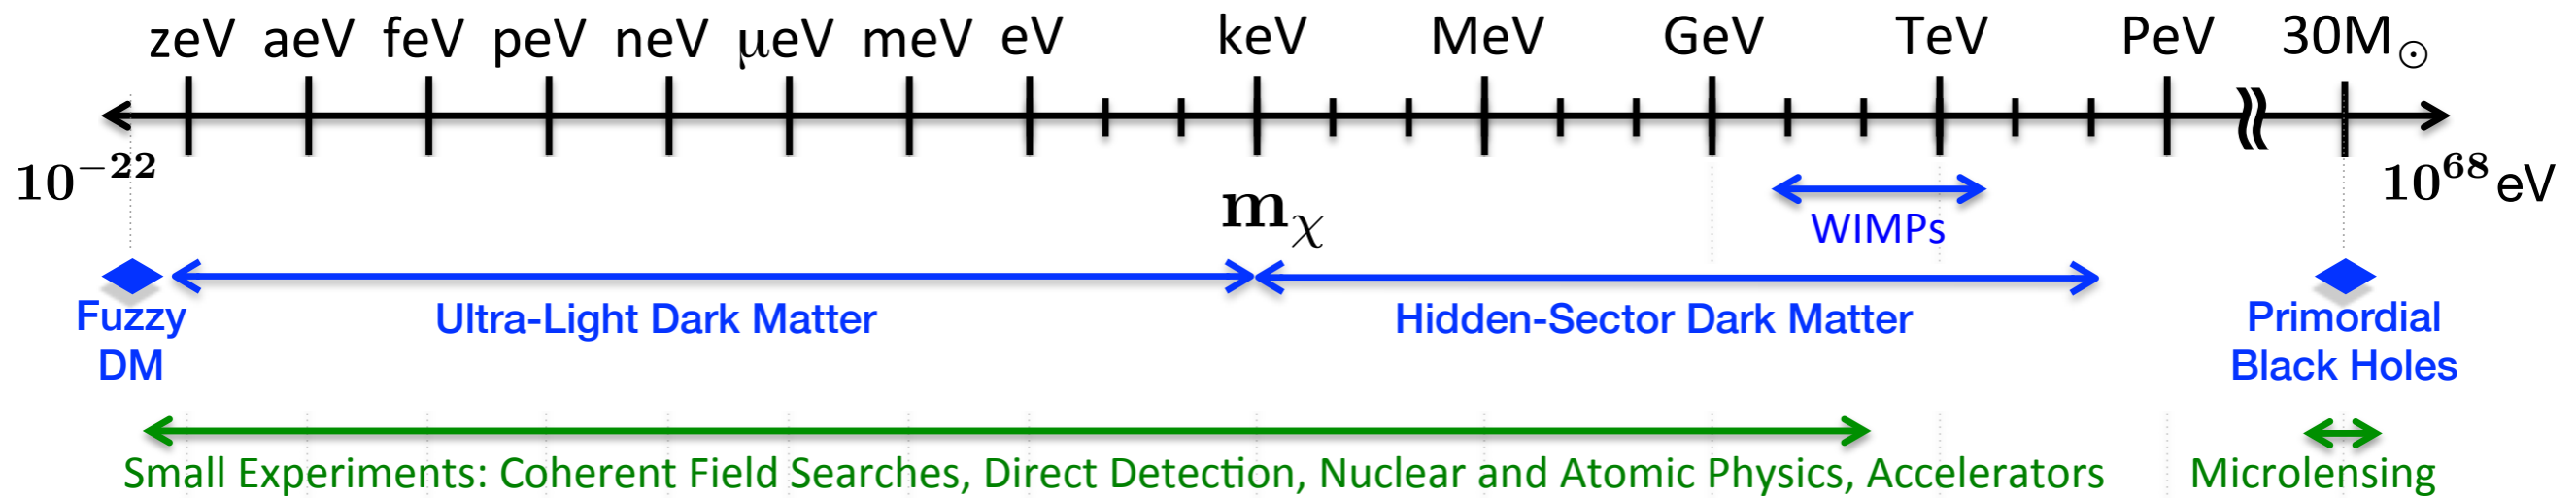 zeV aeV feV peV neV μeV meV eV keV MeV GeV TeV PeV 30M☉
10⁻²² 10⁶⁸ eV
mχ
WIMPs
Fuzzy
DM
Ultra-Light Dark Matter
Hidden-Sector Dark Matter
Primordial
Black Holes
Small Experiments: Coherent Field Searches, Direct Detection, Nuclear and Atomic Physics, Accelerators
Microlensing